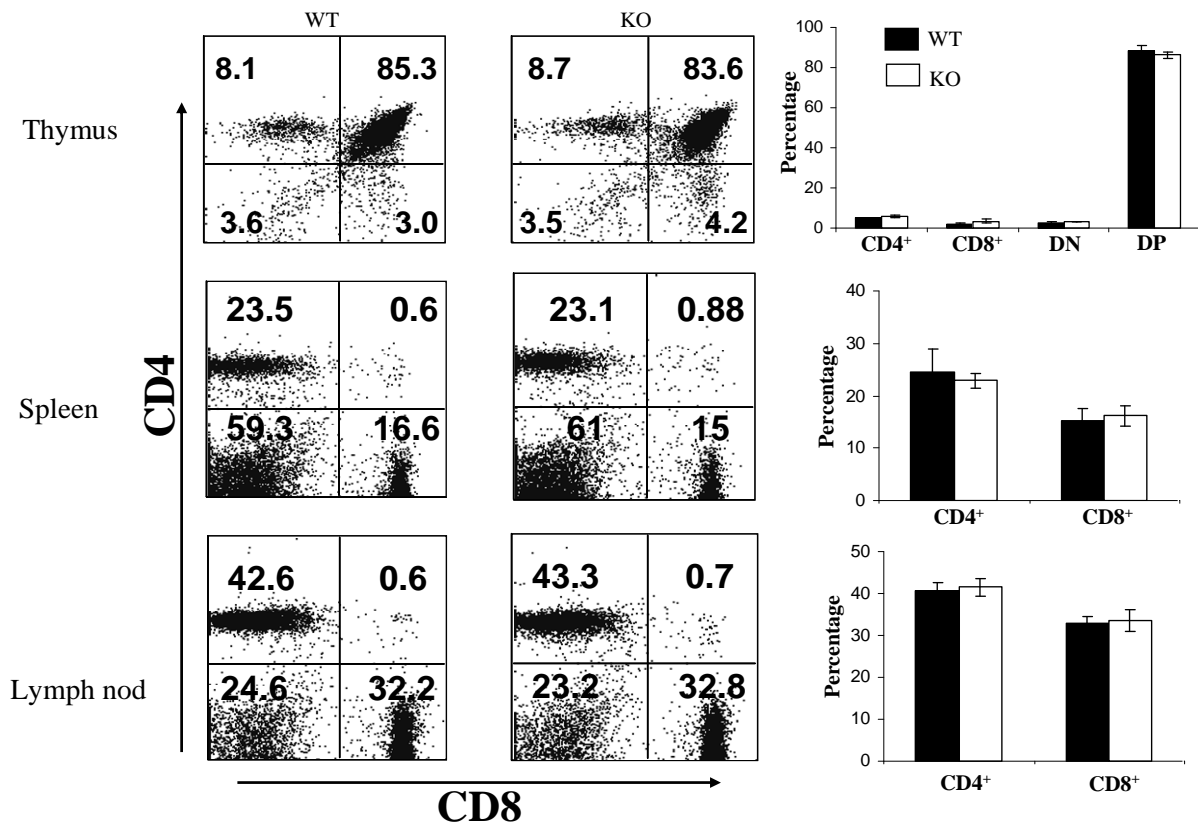 WT
KO
Thymus
8.1 85.3
3.6 3.0
8.7 83.6
3.5 4.2
Percentage
100
80
60
40
20
0
WT
KO
CD4⁺ CD8⁺ DN DP
CD4
Spleen
23.5 0.6
59.3 16.6
23.1 0.88
61 15
Percentage
40
30
20
10
0
CD4⁺ CD8⁺
Lymph nod
42.6 0.6
24.6 32.2
43.3 0.7
23.2 32.8
Percentage
50
40
30
20
10
0
CD4⁺ CD8⁺
CD8